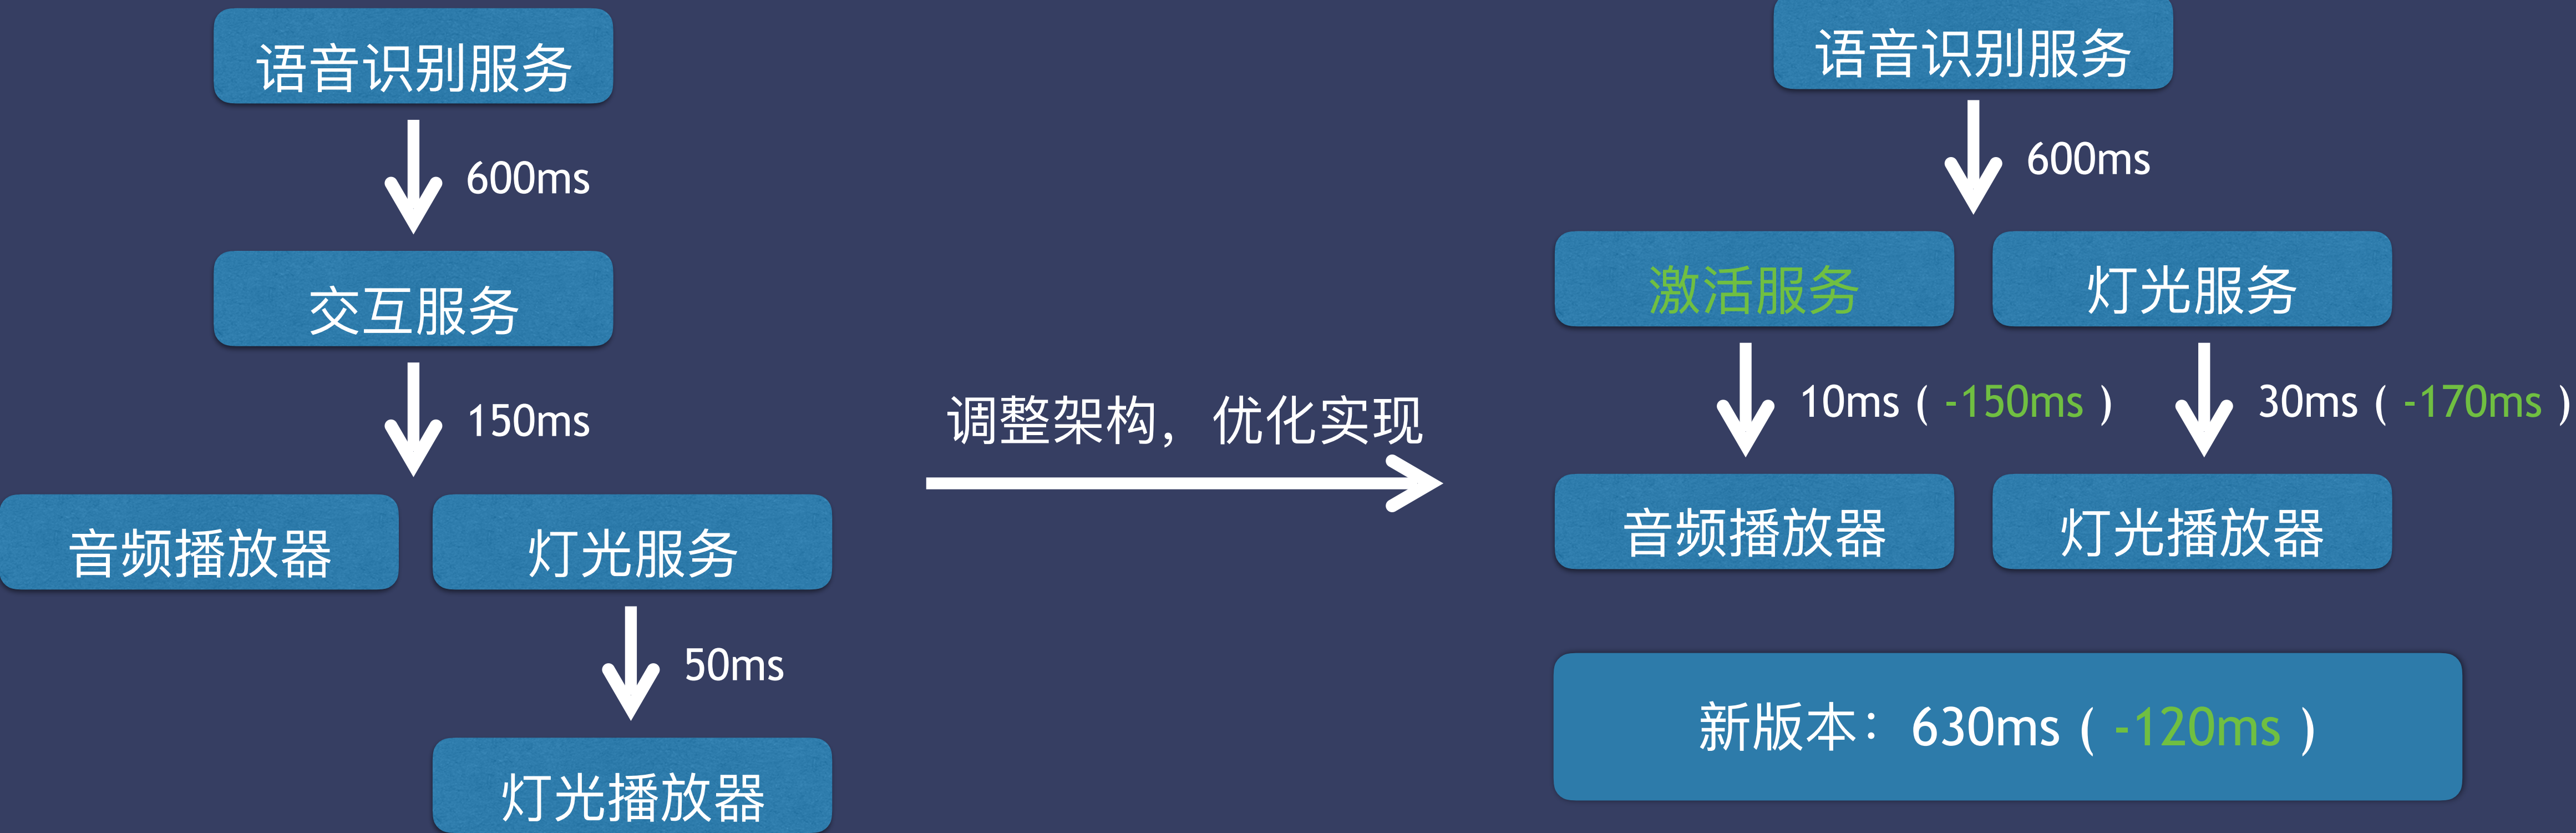 语音识别服务
600ms
交互服务
150ms
音频播放器
灯光服务
50ms
灯光播放器
调整架构，优化实现
语音识别服务
600ms
激活服务
灯光服务
10ms ( -150ms )
30ms ( -170ms )
音频播放器
灯光播放器
新版本：630ms ( -120ms )